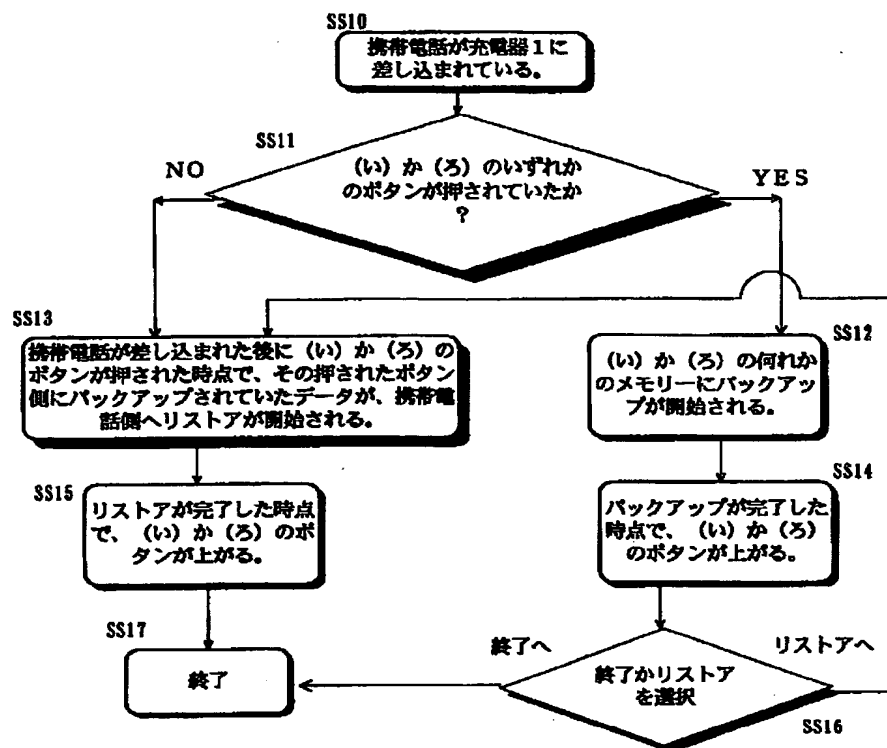 SS10
携帯電話が充電器1に
差し込まれている。
SS11
(い)か(ろ)のいずれか
のボタンが押されていたか
?
NO
YES
SS13
携帯電話が差し込まれた後に(い)か(ろ)の
ボタンが押された時点で、その押されたボタン
側にバックアップされていたデータが、携帯電
話側へリストアが開始される。
SS12
(い)か(ろ)の何れか
のメモリーにバックアッ
プが開始される。
SS15
リストアが完了した時点
で、(い)か(ろ)のボ
タンが上がる。
SS14
バックアップが完了した
時点で、(い)か(ろ)
のボタンが上がる。
SS17
終了
終了へ
リストアへ
終了かリストア
を選択
SS16